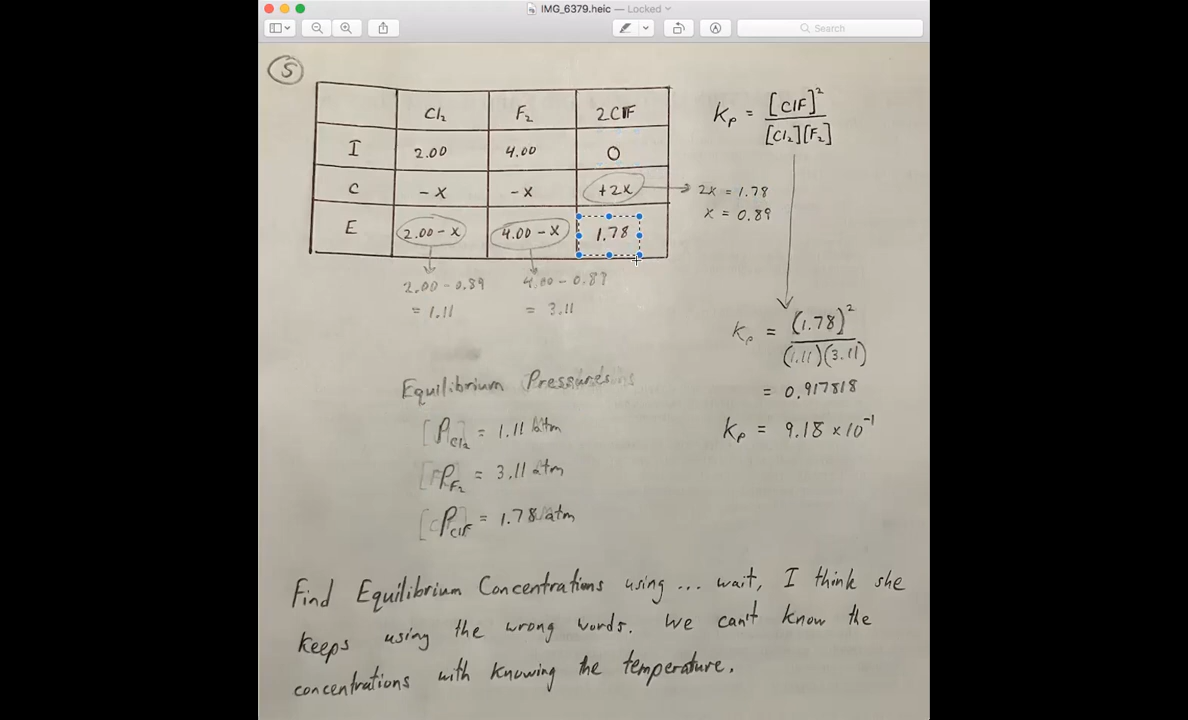 IMG_6379.heic — Locked
Search
5
Cl₂ F₂ 2ClF
I 2.00 4.00 0
C -x -x +2x
E 2.00-x 4.00-x 1.78
Kp = [ClF]² / [Cl₂][F₂]
2x = 1.78
x = 0.89
2.00-0.89
= 1.11
4.00-0.89
= 3.11
Kp = (1.78)² / (1.11)(3.11)
= 0.917818
Kp = 9.18 x 10⁻¹
Equilibrium Pressures
P Cl₂ = 1.11 atm
P F₂ = 3.11 atm
P ClF = 1.78 atm
Find Equilibrium Concentrations using ... wait, I think she
keeps using the wrong words. We can't know the
concentrations with knowing the temperature.